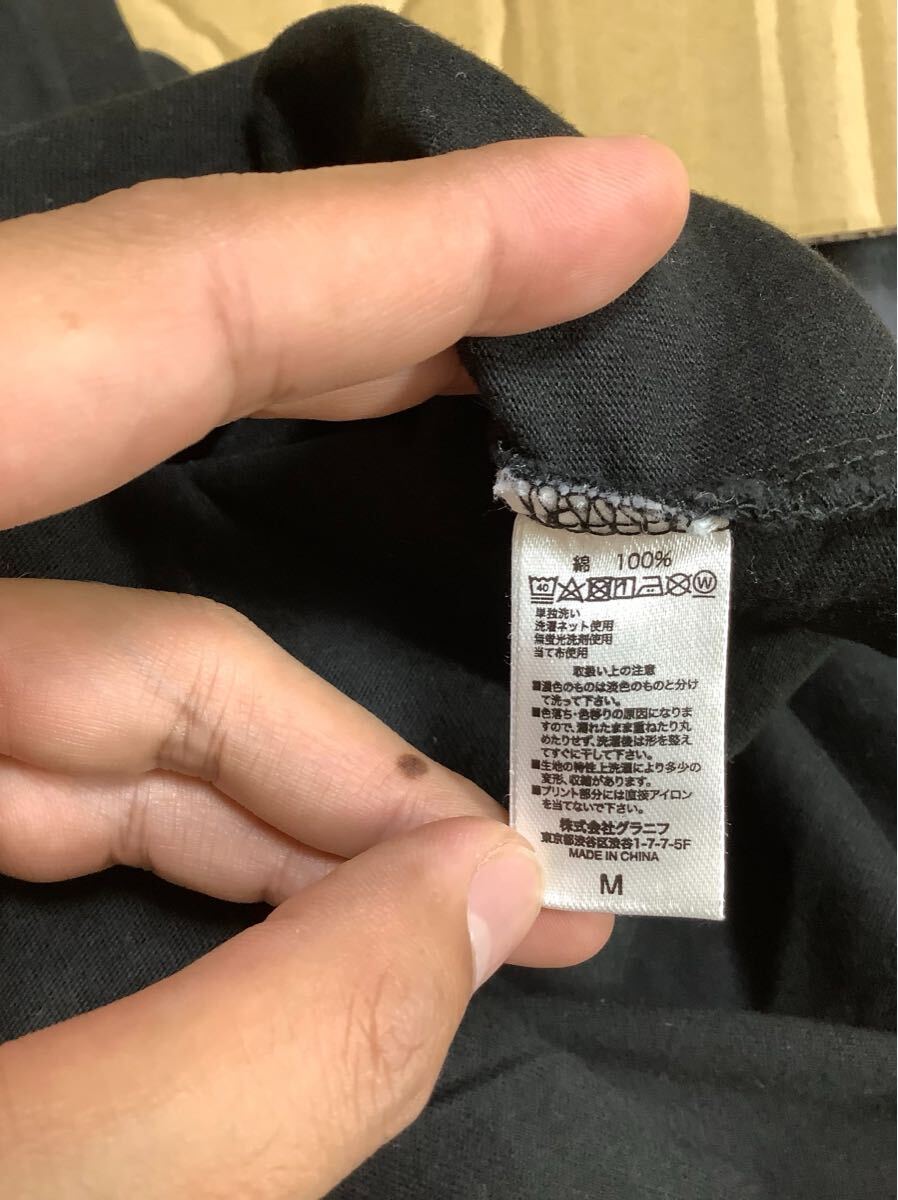 綿 100%
40 W
単独洗い
洗濯ネット使用
無蛍光洗剤使用
当て布使用
取扱い上の注意
■濃色のものは淡色のものと分け
て洗って下さい。
■色落ち・色移りの原因になりま
すので、濡れたまま重ねたり丸
めたりせず、洗濯後は形を整え
てすぐに干して下さい。
■生地の特性上洗濯により多少の
変形、収縮があります。
■プリント部分には直接アイロン
を当てないで下さい。
株式会社グラニフ
東京都渋谷区渋谷1-7-7-5F
MADE IN CHINA
M